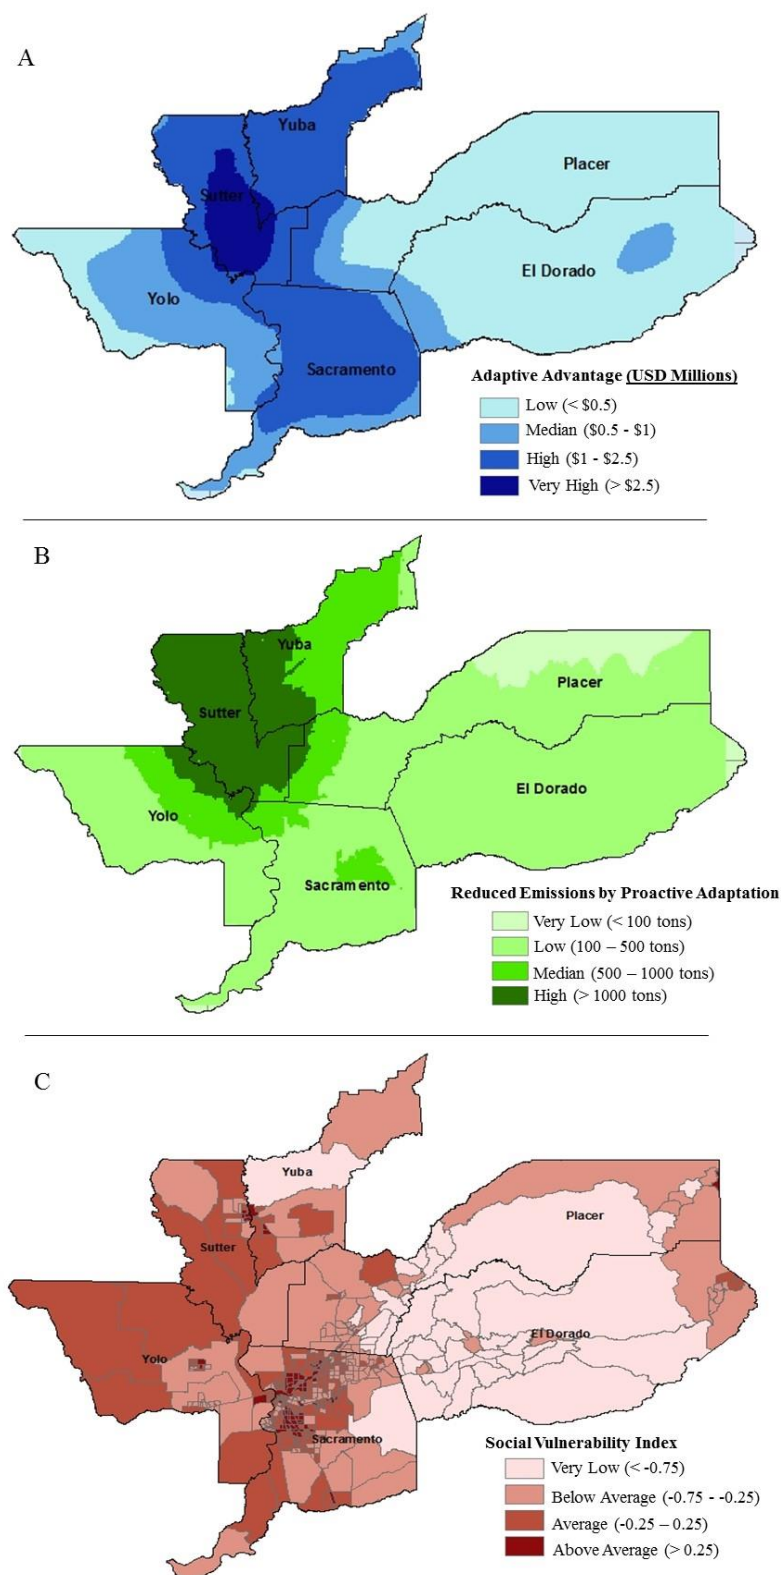 A
Yuba
Placer
Sutter
El Dorado
Yolo
Sacramento
Adaptive Advantage (USD Millions)
Low (< $0.5)
Median ($0.5 - $1)
High ($1 - $2.5)
Very High (> $2.5)
B
Yuba
Placer
Sutter
El Dorado
Yolo
Sacramento
Reduced Emissions by Proactive Adaptation
Very Low (< 100 tons)
Low (100 – 500 tons)
Median (500 – 1000 tons)
High (> 1000 tons)
C
Yuba
Placer
Sutter
El Dorado
Yolo
Sacramento
Social Vulnerability Index
Very Low (< -0.75)
Below Average (-0.75 - -0.25)
Average (-0.25 – 0.25)
Above Average (> 0.25)